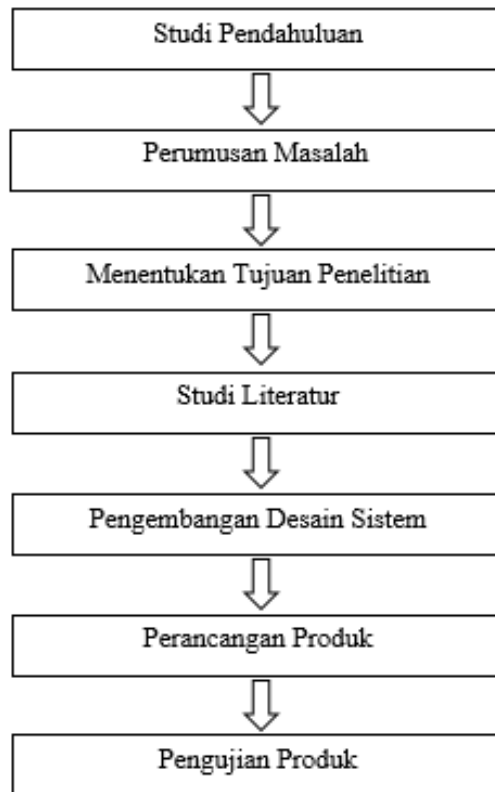 Studi Pendahuluan
Perumusan Masalah
Menentukan Tujuan Penelitian
Studi Literatur
Pengembangan Desain Sistem
Perancangan Produk
Pengujian Produk